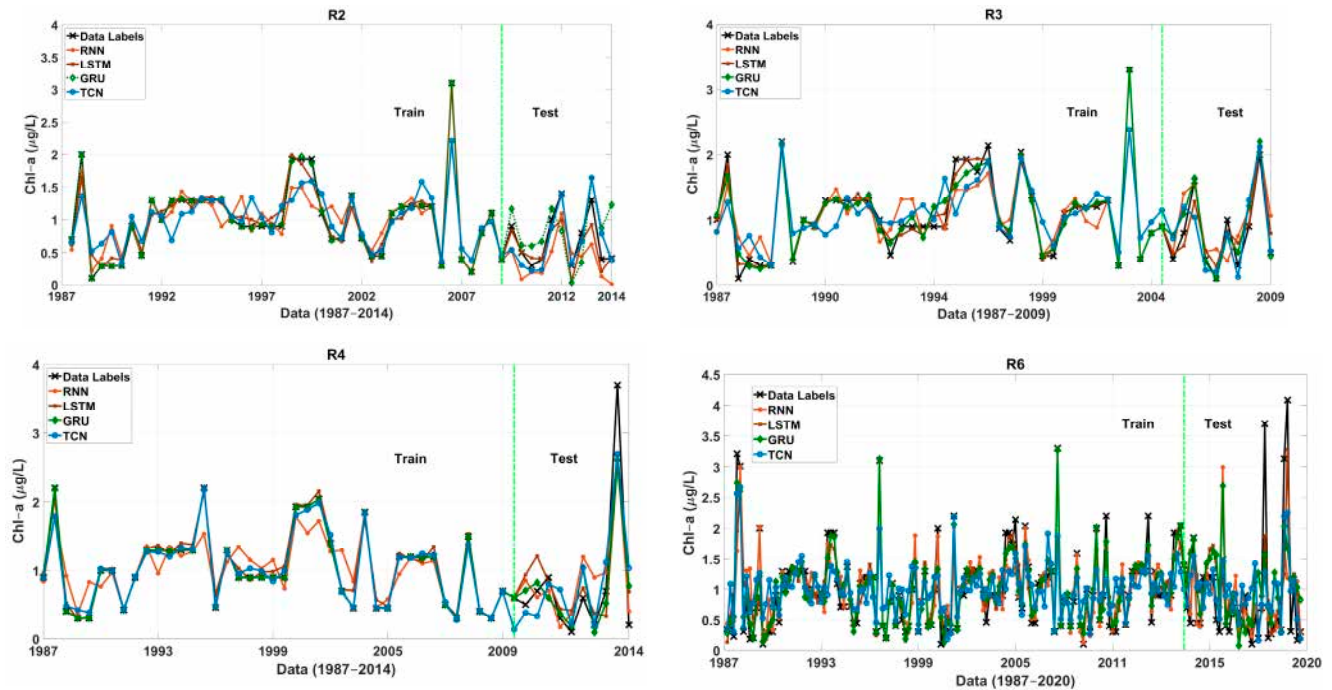 R2
4
3.5
3
2.5
2
1.5
1
0.5
0
Chl-a (µg/L)
Data Labels
RNN
LSTM
GRU
TCN
Train
Test
1987 1992 1997 2002 2007 2012 2014
Data (1987-2014)
R3
4
3
2
1
0
Chl-a (µg/L)
Data Labels
RNN
LSTM
GRU
TCN
Train
Test
1987 1990 1994 1999 2004 2009
Data (1987-2009)
R4
4
3
2
1
0
Chl-a (µg/L)
Data Labels
RNN
LSTM
GRU
TCN
Train
Test
1987 1993 1999 2005 2009 2014
Data (1987-2014)
R6
4.5
4
3.5
3
2.5
2
1.5
1
0.5
0
Chl-a (µg/L)
Data Labels
RNN
LSTM
GRU
TCN
Train
Test
1987 1993 1999 2005 2011 2015 2020
Data (1987-2020)